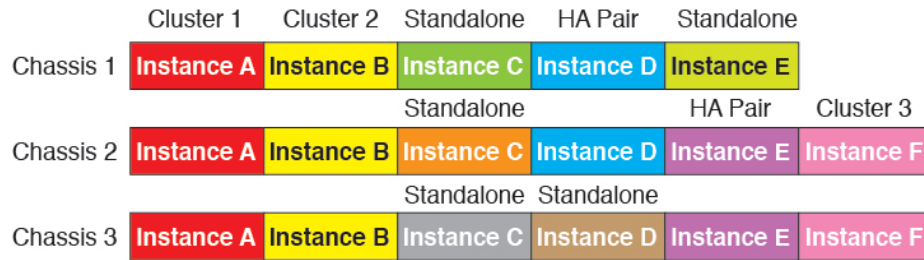 Cluster 1 Cluster 2 Standalone HA Pair Standalone
Chassis 1 Instance A Instance B Instance C Instance D Instance E
Standalone HA Pair Cluster 3
Chassis 2 Instance A Instance B Instance C Instance D Instance E Instance F
Standalone Standalone
Chassis 3 Instance A Instance B Instance C Instance D Instance E Instance F